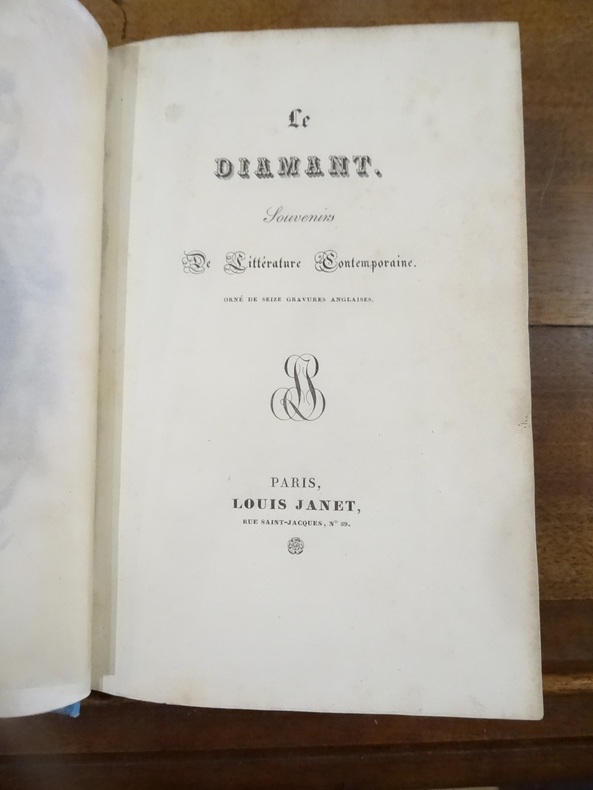 Le
DIAMANT.
Souvenirs
De Littérature Contemporaine.
ORNÉ DE SEIZE GRAVURES ANGLAISES.
PARIS,
LOUIS JANET,
RUE SAINT-JACQUES, N° 59.